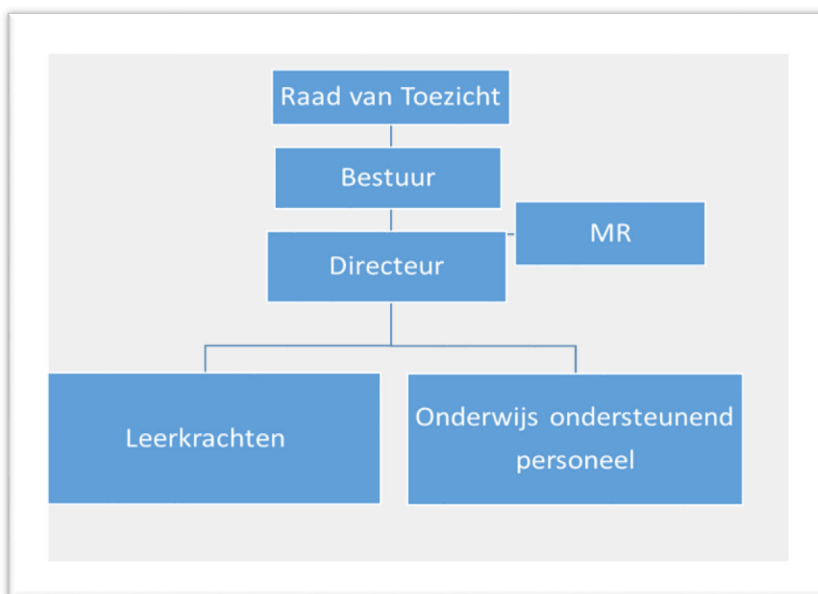 Raad van Toezicht
Bestuur
MR
Directeur
Leerkrachten
Onderwijs ondersteunend
personeel